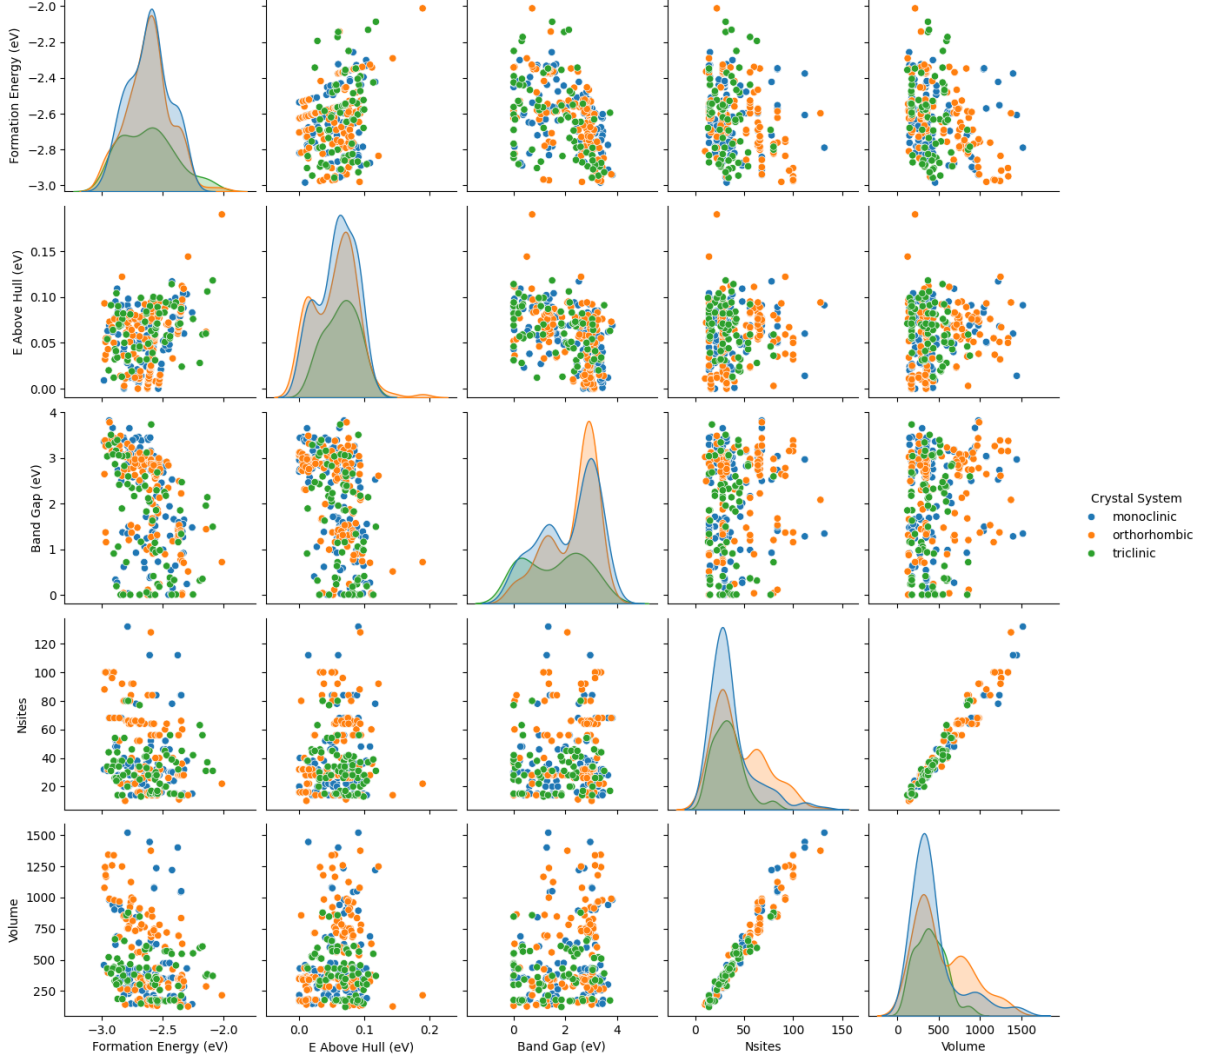 Formation Energy (eV)
−2.0
−2.2
−2.4
−2.6
−2.8
−3.0
E Above Hull (eV)
0.15
0.10
0.05
0.00
Band Gap (eV)
4
3
2
1
0
Crystal System
monoclinic
orthorhombic
triclinic
Nsites
120
100
80
60
40
20
Volume
1500
1250
1000
750
500
250
−3.0 −2.5 −2.0 0.0 0.1 0.2 0 2 4 0 50 100 150 0 500 1000 1500
Formation Energy (eV) E Above Hull (eV) Band Gap (eV) Nsites Volume